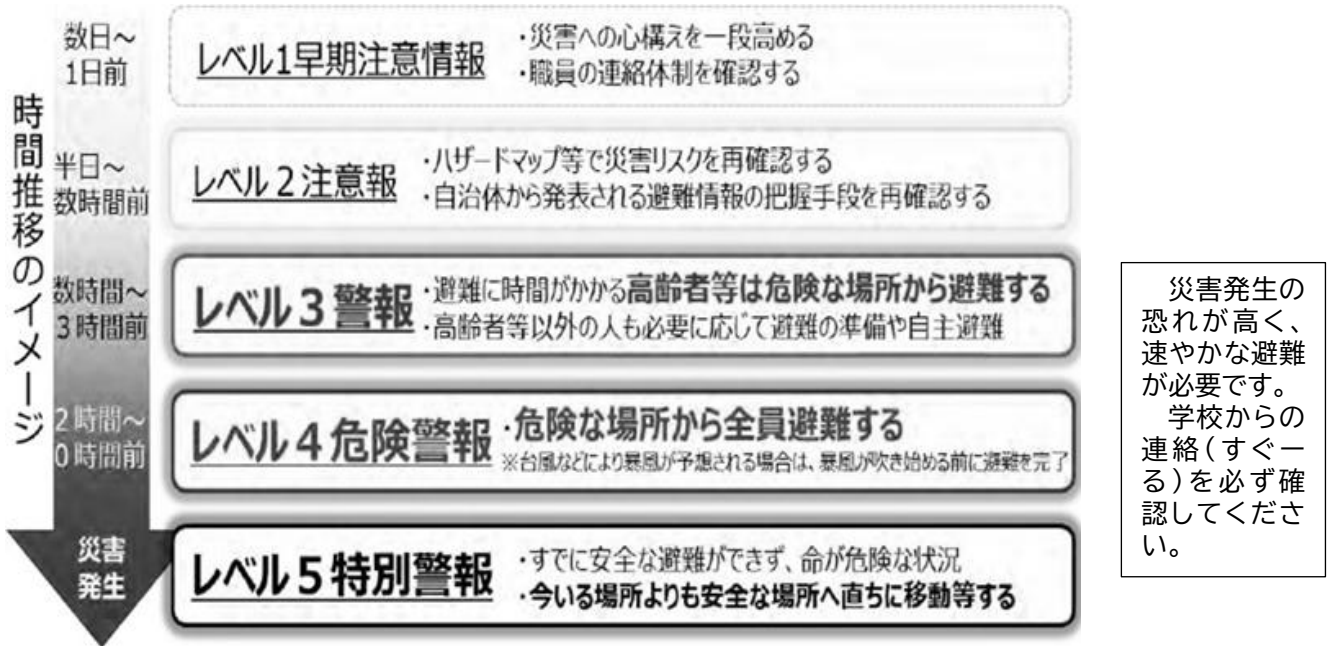 時間推移のイメージ
数日～
1日前
レベル1早期注意情報
・災害への心構えを一段高める
・職員の連絡体制を確認する
半日～
数時間前
レベル2注意報
・ハザードマップ等で災害リスクを再確認する
・自治体から発表される避難情報の把握手段を再確認する
数時間～
3時間前
レベル3警報
・避難に時間がかかる高齢者等は危険な場所から避難する
・高齢者等以外の人も必要に応じて避難の準備や自主避難
2時間～
0時間前
レベル4危険警報
・危険な場所から全員避難する
※台風などにより暴風が予想される場合は、暴風が吹き始める前に避難を完了
災害
発生
レベル5特別警報
・すでに安全な避難ができず、命が危険な状況
・今いる場所よりも安全な場所へ直ちに移動等する
災害発生の
恐れが高く、
速やかな避難
が必要です。
学校からの
連絡(すぐー
る)を必ず確
認してくださ
い。